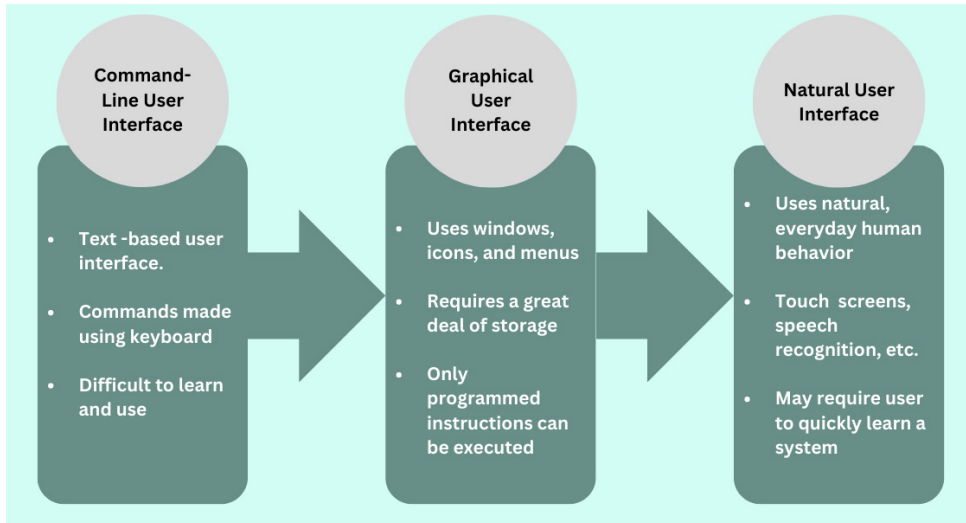 Command-
Line User
Interface
• Text -based user
interface.
• Commands made
using keyboard
• Difficult to learn
and use
Graphical
User
Interface
• Uses windows,
icons, and menus
• Requires a great
deal of storage
• Only
programmed
instructions can
be executed
Natural User
Interface
• Uses natural,
everyday human
behavior
• Touch screens,
speech
recognition, etc.
• May require user
to quickly learn a
system